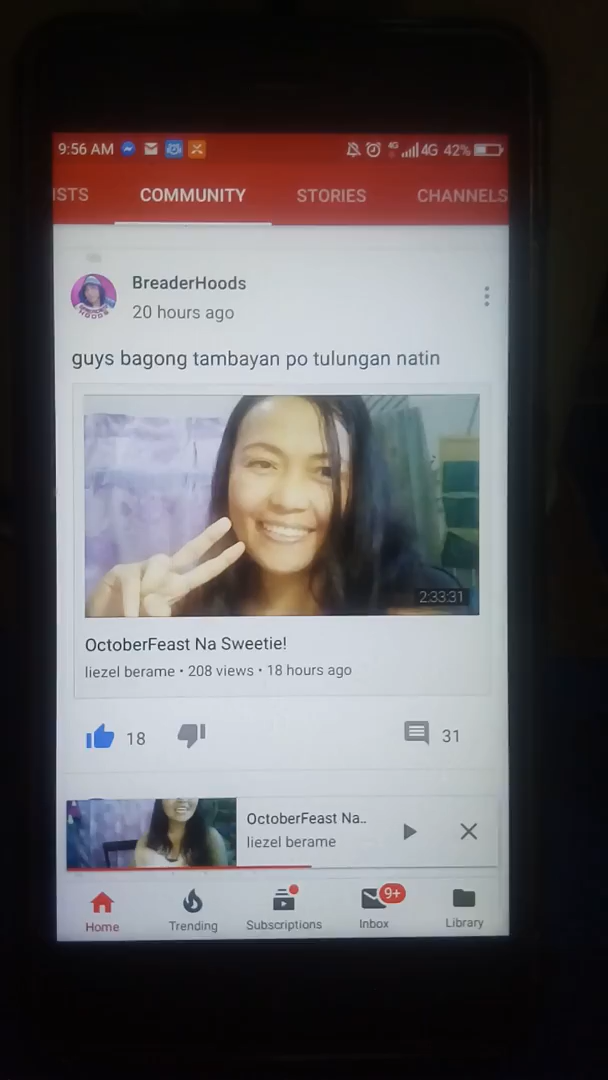 9:56 AM 4G 4G 42%
ISTS COMMUNITY STORIES CHANNELS
BreaderHoods
20 hours ago
guys bagong tambayan po tulungan natin
2:33:31
OctoberFeast Na Sweetie!
liezel berame • 208 views • 18 hours ago
18 31
OctoberFeast Na..
liezel berame
9+
Home Trending Subscriptions Inbox Library